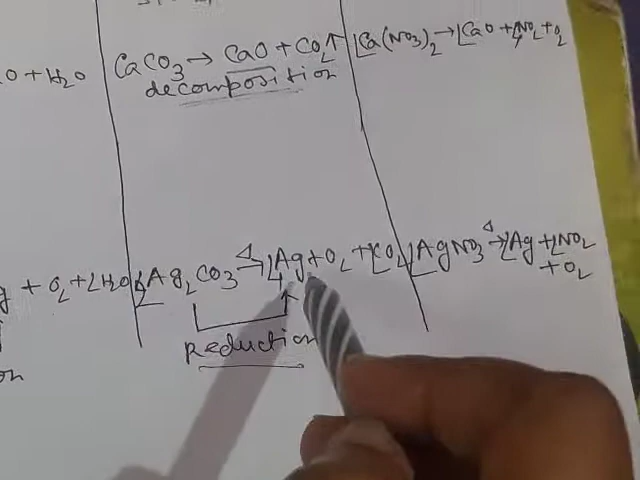 O + H₂O
CaCO₃ → CaO + CO₂↑
decomposition
2Ca(NO₃)₂ → 2CaO + 4NO₂ + O₂
g + O₂ + 2H₂O
2Ag₂CO₃ →Δ 4Ag + O₂ + 2CO₂
Reduction
2AgNO₃ →Δ 2Ag + 2NO₂
+ O₂
on